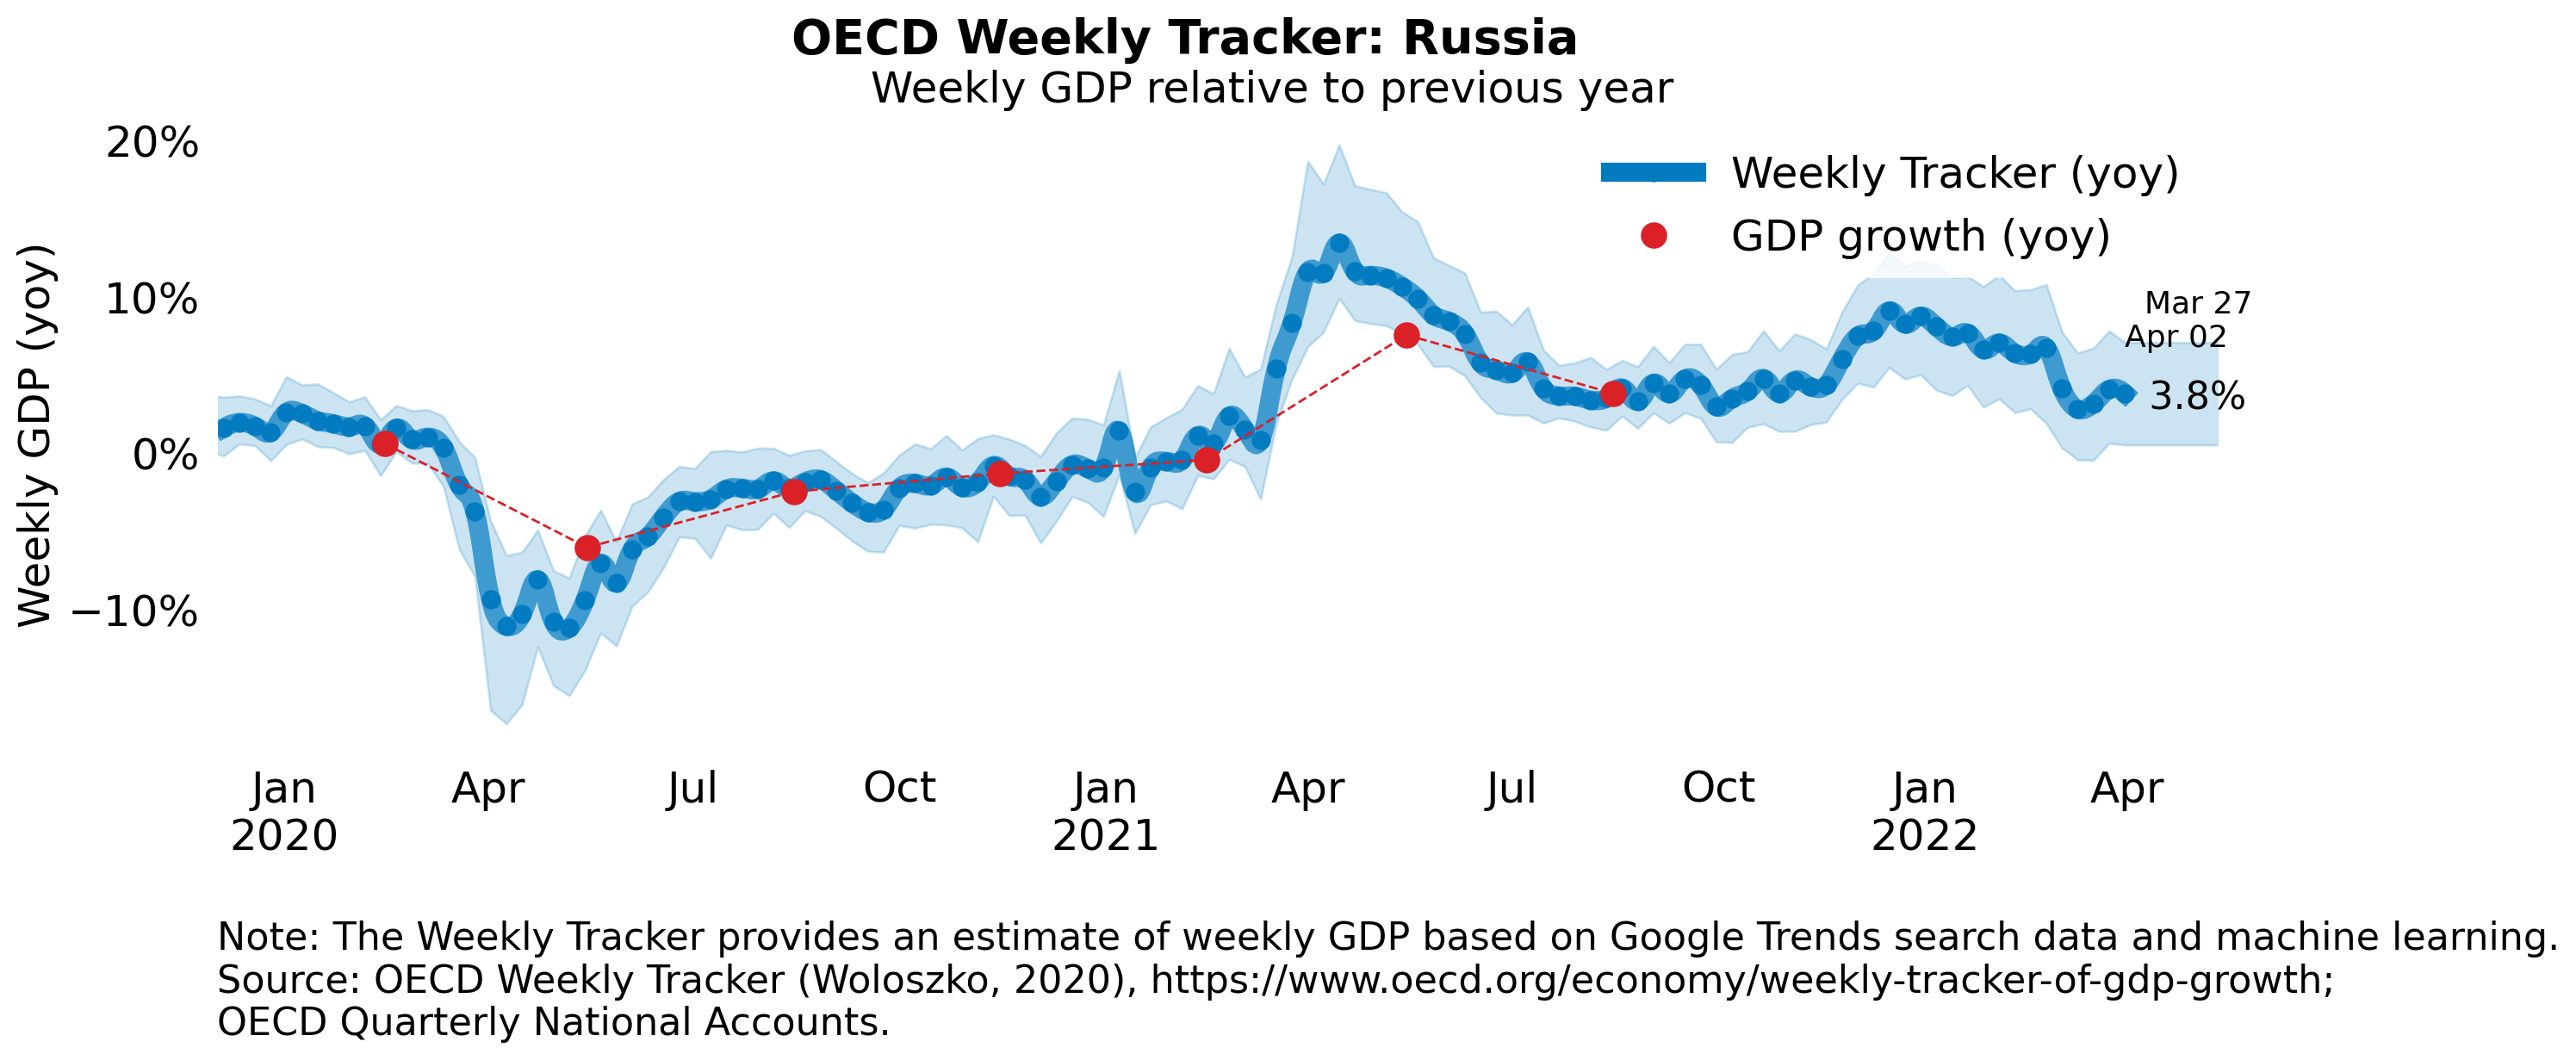 OECD Weekly Tracker: Russia
Weekly GDP relative to previous year
Weekly GDP (yoy)
20%
10%
0%
−10%
Weekly Tracker (yoy)
GDP growth (yoy)
Mar 27
Apr 02
3.8%
Jan Apr Jul Oct Jan Apr Jul Oct Jan Apr
2020 2021 2022
Note: The Weekly Tracker provides an estimate of weekly GDP based on Google Trends search data and machine learning.
Source: OECD Weekly Tracker (Woloszko, 2020), https://www.oecd.org/economy/weekly-tracker-of-gdp-growth;
OECD Quarterly National Accounts.